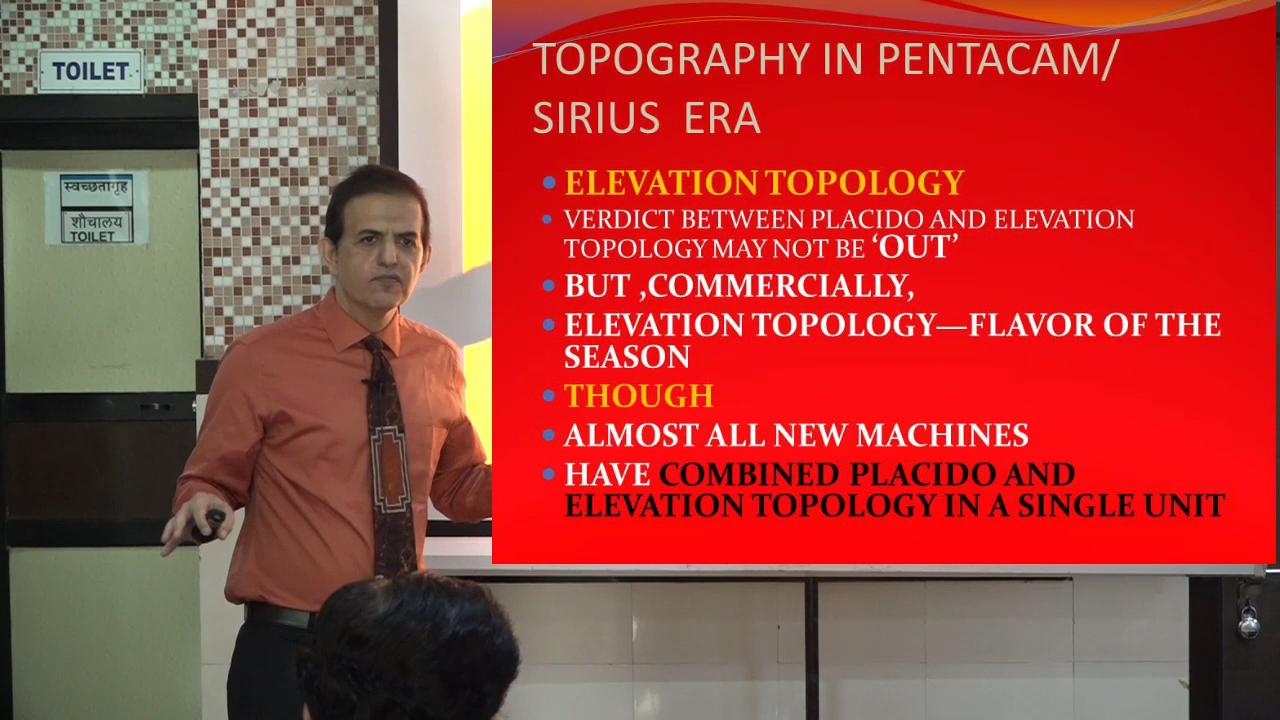 TOILET
स्वच्छतागृह
शौचालय
TOILET
TOPOGRAPHY IN PENTACAM/
SIRIUS ERA
ELEVATION TOPOLOGY
VERDICT BETWEEN PLACIDO AND ELEVATION
TOPOLOGY MAY NOT BE ‘OUT’
BUT ,COMMERCIALLY,
ELEVATION TOPOLOGY—FLAVOR OF THE
SEASON
THOUGH
ALMOST ALL NEW MACHINES
HAVE COMBINED PLACIDO AND
ELEVATION TOPOLOGY IN A SINGLE UNIT